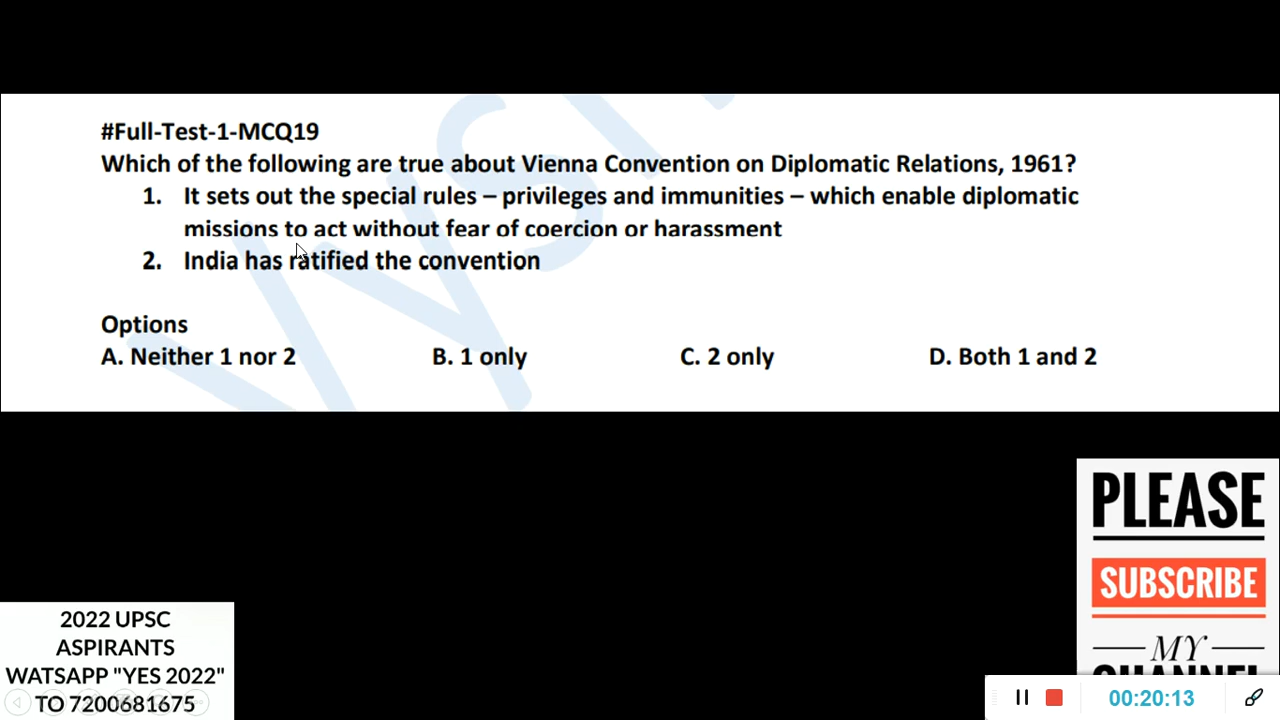 #Full-Test-1-MCQ19
Which of the following are true about Vienna Convention on Diplomatic Relations, 1961?
1. It sets out the special rules – privileges and immunities – which enable diplomatic
missions to act without fear of coercion or harassment
2. India has ratified the convention
Options
A. Neither 1 nor 2 B. 1 only C. 2 only D. Both 1 and 2
PLEASE
SUBSCRIBE
MY
CHANNEL
2022 UPSC
ASPIRANTS
WATSAPP "YES 2022"
TO 7200681675
00:20:13